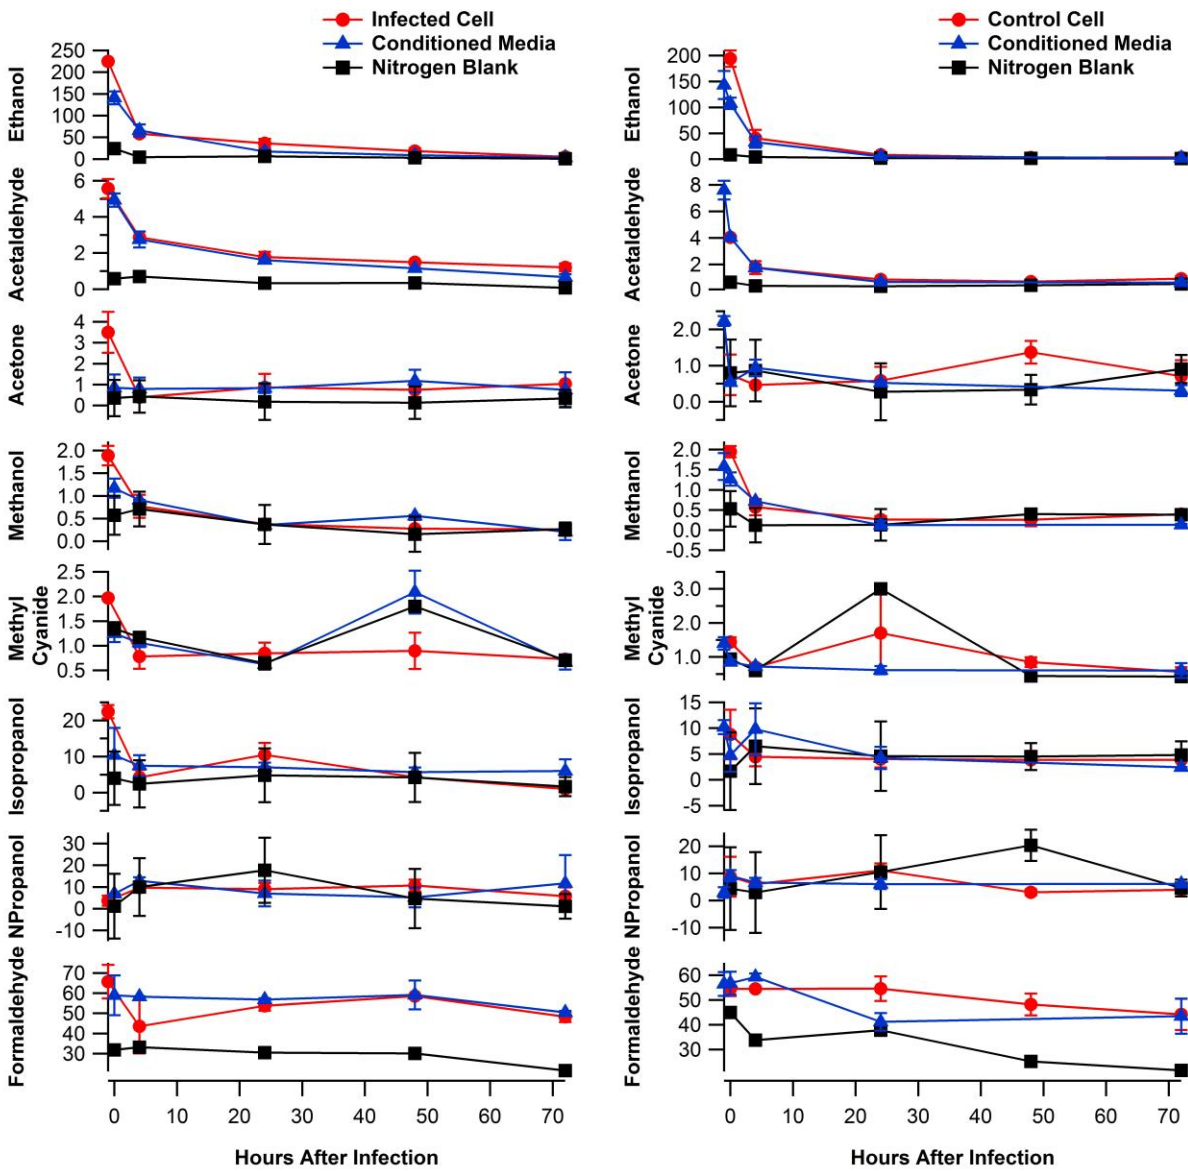 Infected Cell
Conditioned Media
Nitrogen Blank
Control Cell
Conditioned Media
Nitrogen Blank
Ethanol
250
200
150
100
50
0
Acetaldehyde
6
4
2
0
Acetone
4
3
2
1
0
Methanol
2.0
1.5
1.0
0.5
0.0
Methyl
Cyanide
2.5
2.0
1.5
1.0
0.5
Isopropanol
20
10
0
NPropanol
30
20
10
0
-10
Formaldehyde
70
60
50
40
30
0 10 20 30 40 50 60 70
Hours After Infection
Ethanol
200
150
100
50
0
Acetaldehyde
8
6
4
2
0
Acetone
2.0
1.0
0.0
Methanol
2.0
1.5
1.0
0.5
0.0
-0.5
Methyl
Cyanide
3.0
2.0
1.0
Isopropanol
15
10
5
0
-5
NPropanol
20
10
0
-10
Formaldehyde
60
50
40
30
0 10 20 30 40 50 60 70
Hours After Infection